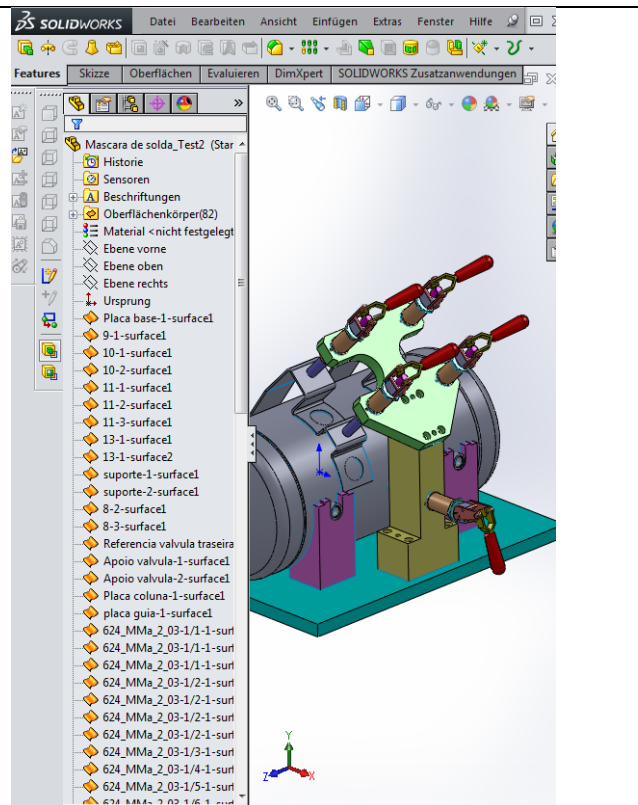 SOLIDWORKS Datei Bearbeiten Ansicht Einfügen Extras Fenster Hilfe
Features Skizze Oberflächen Evaluieren DimXpert SOLIDWORKS Zusatzanwendungen
Mascara de solda_Test2 (Star
Historie
Sensoren
Beschriftungen
Oberflächenkörper(82)
Material <nicht festgelegt
Ebene vorne
Ebene oben
Ebene rechts
Ursprung
Placa base-1-surface1
9-1-surface1
10-1-surface1
10-2-surface1
11-1-surface1
11-2-surface1
11-3-surface1
13-1-surface1
13-1-surface2
suporte-1-surface1
suporte-2-surface1
8-2-surface1
8-3-surface1
Referencia valvula traseira
Apoio valvula-1-surface1
Apoio valvula-2-surface1
Placa coluna-1-surface1
placa guia-1-surface1
624_MMa_2_03-1/1-1-surf
624_MMa_2_03-1/1-1-surf
624_MMa_2_03-1/2-1-surf
624_MMa_2_03-1/2-1-surf
624_MMa_2_03-1/2-1-surf
624_MMa_2_03-1/3-1-surf
624_MMa_2_03-1/4-1-surf
624_MMa_2_03-1/5-1-surf
624_MMa_2_03-1/6-1-surf
Y
Z X